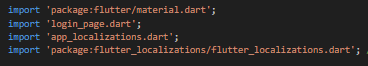 import 'package:flutter/material.dart';
import 'login_page.dart';
import 'app_localizations.dart';
import 'package:flutter_localizations/flutter_localizations.dart';